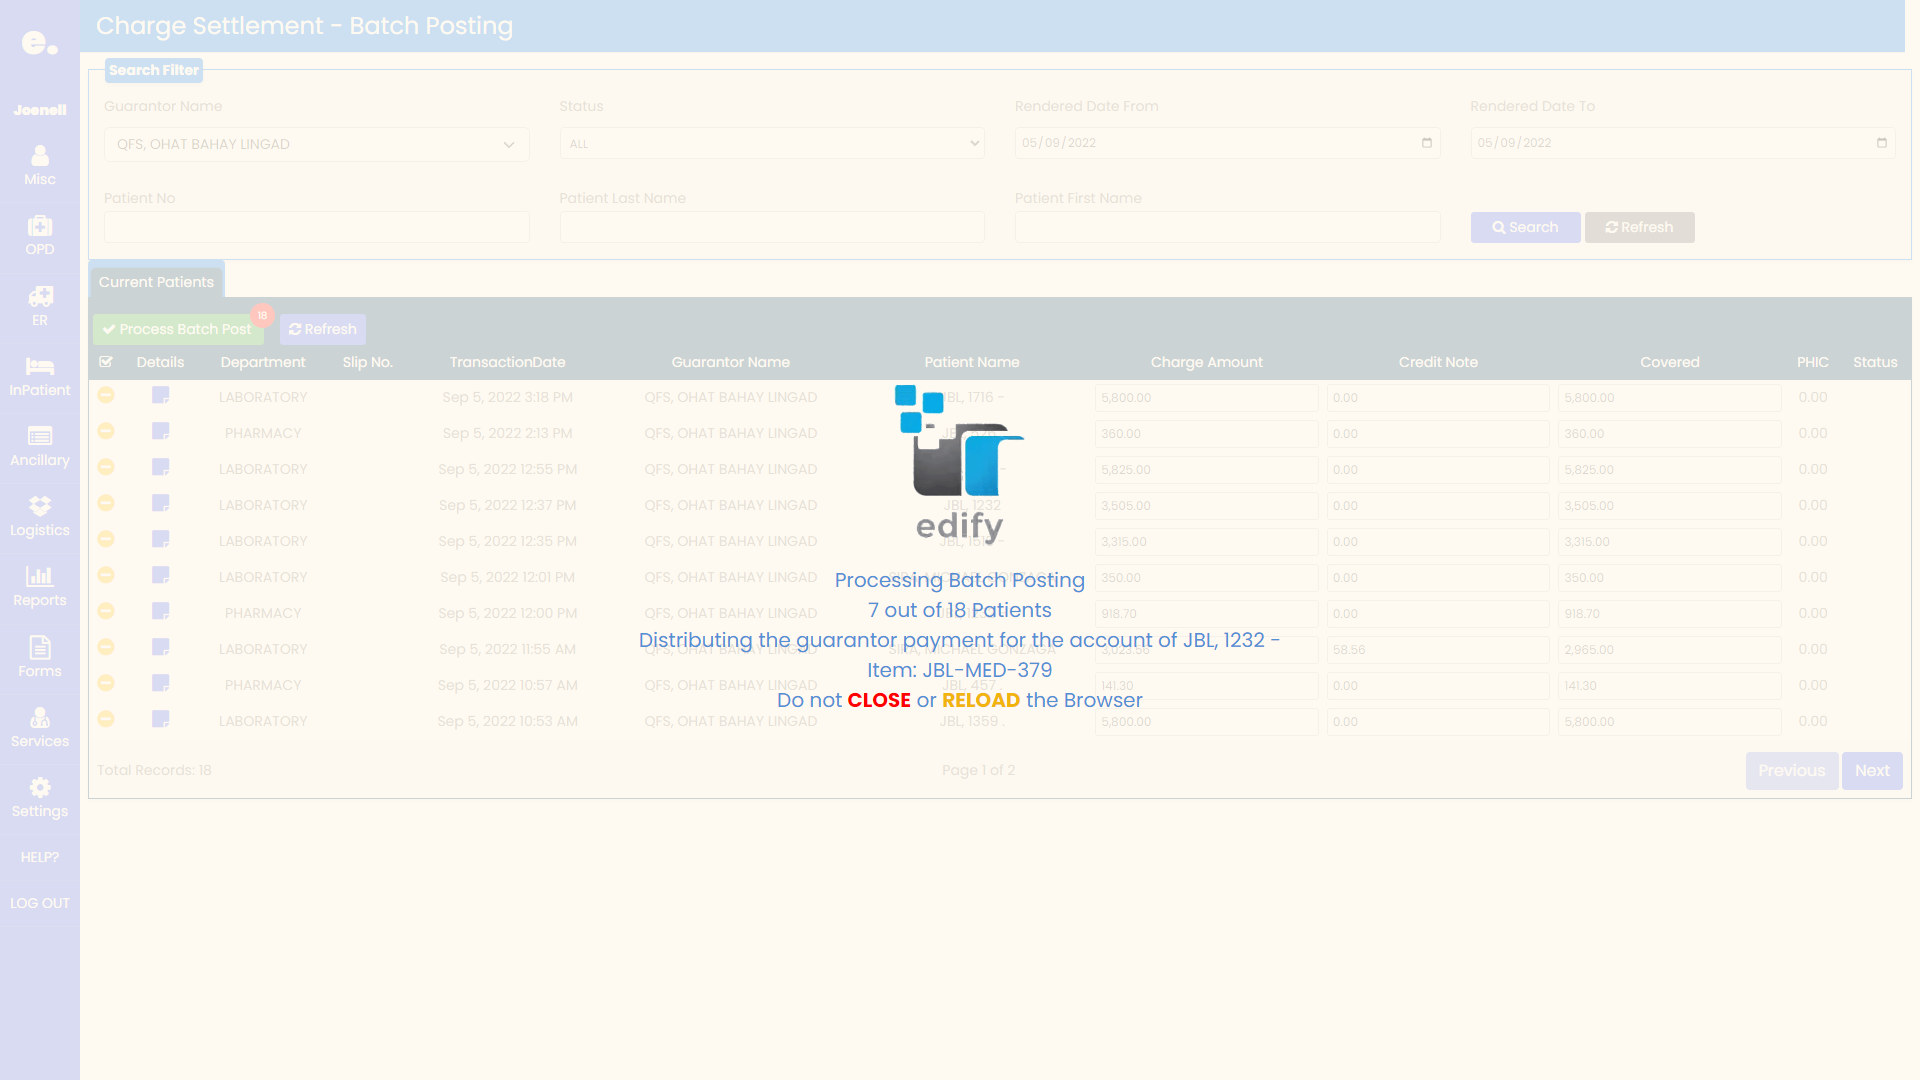 e.
Charge Settlement - Batch Posting
Search Filter
Joenell
Guarantor Name Status Rendered Date From Rendered Date To
QFS, OHAT BAHAY LINGAD ALL 05/09/2022 05/09/2022
Misc
Patient No Patient Last Name Patient First Name
Search Refresh
OPD
Current Patients
ER
18
Process Batch Post Refresh
Details Department Slip No. TransactionDate Guarantor Name Patient Name Charge Amount Credit Note Covered PHIC Status
InPatient
LABORATORY Sep 5, 2022 3:18 PM QFS, OHAT BAHAY LINGAD JBL, 1716 - 5,800.00 0.00 5,800.00 0.00
PHARMACY Sep 5, 2022 2:13 PM QFS, OHAT BAHAY LINGAD 360.00 0.00 360.00 0.00
Ancillary
LABORATORY Sep 5, 2022 12:55 PM QFS, OHAT BAHAY LINGAD 5,825.00 0.00 5,825.00 0.00
LABORATORY Sep 5, 2022 12:37 PM QFS, OHAT BAHAY LINGAD JBL, 1232 3,505.00 0.00 3,505.00 0.00
Logistics
edify
LABORATORY Sep 5, 2022 12:35 PM QFS, OHAT BAHAY LINGAD JBL, 3,315.00 0.00 3,315.00 0.00
LABORATORY Sep 5, 2022 12:01 PM QFS, OHAT BAHAY LINGAD SIRA, MICHAEL GONZAGA 350.00 0.00 350.00 0.00
Processing Batch Posting
Reports
7 out of 18 Patients
PHARMACY Sep 5, 2022 12:00 PM QFS, OHAT BAHAY LINGAD 918.70 0.00 918.70 0.00
Distributing the guarantor payment for the account of JBL, 1232 -
LABORATORY Sep 5, 2022 11:55 AM QFS, OHAT BAHAY LINGAD SIRA, MICHAEL GONZAGA 3,023.56 58.56 2,965.00 0.00
Item: JBL-MED-379
Forms
PHARMACY Sep 5, 2022 10:57 AM QFS, OHAT BAHAY LINGAD JBL, 457 . 141.30 0.00 141.30 0.00
Do not CLOSE or RELOAD the Browser
LABORATORY Sep 5, 2022 10:53 AM QFS, OHAT BAHAY LINGAD JBL, 1359 . 5,800.00 0.00 5,800.00 0.00
Services
Total Records: 18 Page 1 of 2 Previous Next
Settings
HELP?
LOG OUT